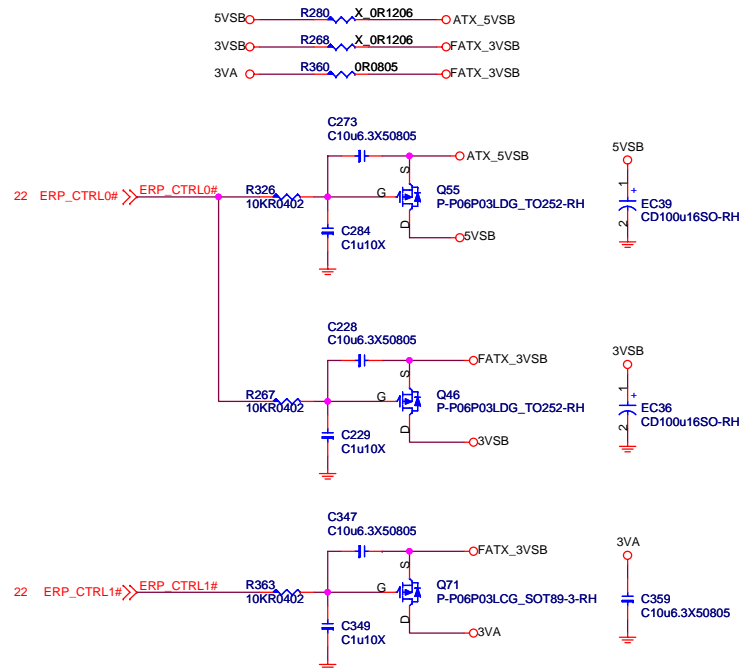 5VSB R280 X_0R1206 ATX_5VSB
3VSB R268 X_0R1206 FATX_3VSB
3VA R360 0R0805 FATX_3VSB
C273
C10u6.3X50805
ATX_5VSB
S
22 ERP_CTRL0# ERP_CTRL0#
R326
10KR0402
G
Q55
P-P06P03LDG_TO252-RH
D
C284
C1u10X
5VSB
5VSB
1
+
EC39
CD100u16SO-RH
2
C228
C10u6.3X50805
FATX_3VSB
S
R267
10KR0402
G
Q46
P-P06P03LDG_TO252-RH
D
C229
C1u10X
3VSB
3VSB
1
+
EC36
CD100u16SO-RH
2
C347
C10u6.3X50805
FATX_3VSB
S
22 ERP_CTRL1# ERP_CTRL1#
R363
10KR0402
G
Q71
P-P06P03LCG_SOT89-3-RH
D
C349
C1u10X
3VA
3VA
C359
C10u6.3X50805